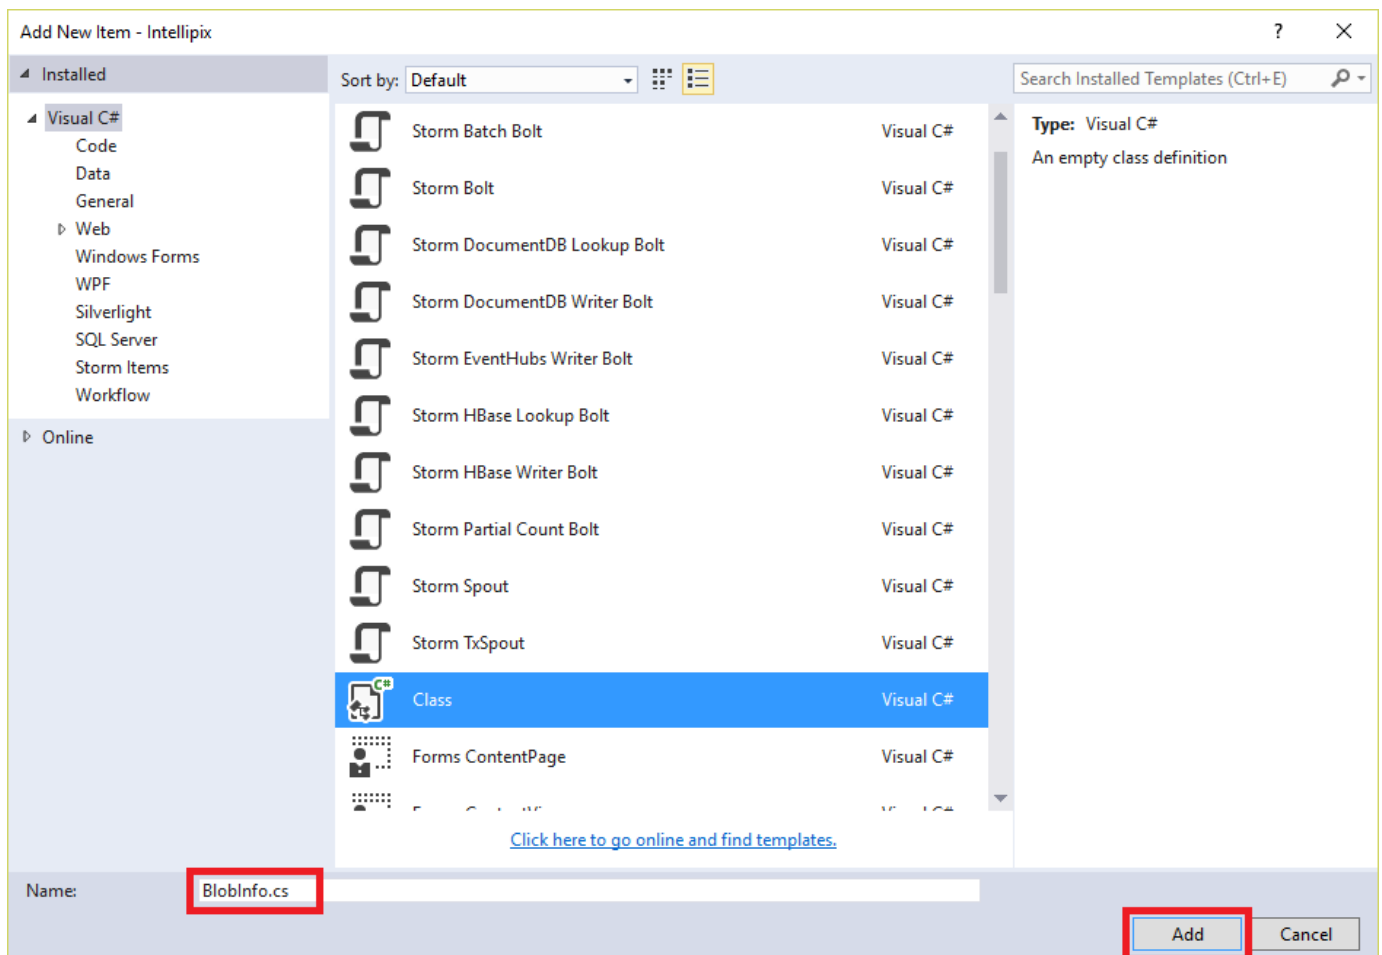 Add New Item - Intellipix
?
Installed
Sort by: Default
Search Installed Templates (Ctrl+E)
Visual C#
Code
Data
General
Web
Windows Forms
WPF
Silverlight
SQL Server
Storm Items
Workflow
Online
Storm Batch Bolt Visual C#
Storm Bolt Visual C#
Storm DocumentDB Lookup Bolt Visual C#
Storm DocumentDB Writer Bolt Visual C#
Storm EventHubs Writer Bolt Visual C#
Storm HBase Lookup Bolt Visual C#
Storm HBase Writer Bolt Visual C#
Storm Partial Count Bolt Visual C#
Storm Spout Visual C#
Storm TxSpout Visual C#
C#
Class Visual C#
Forms ContentPage Visual C#
Type: Visual C#
An empty class definition
Click here to go online and find templates.
Name: BlobInfo.cs
Add Cancel